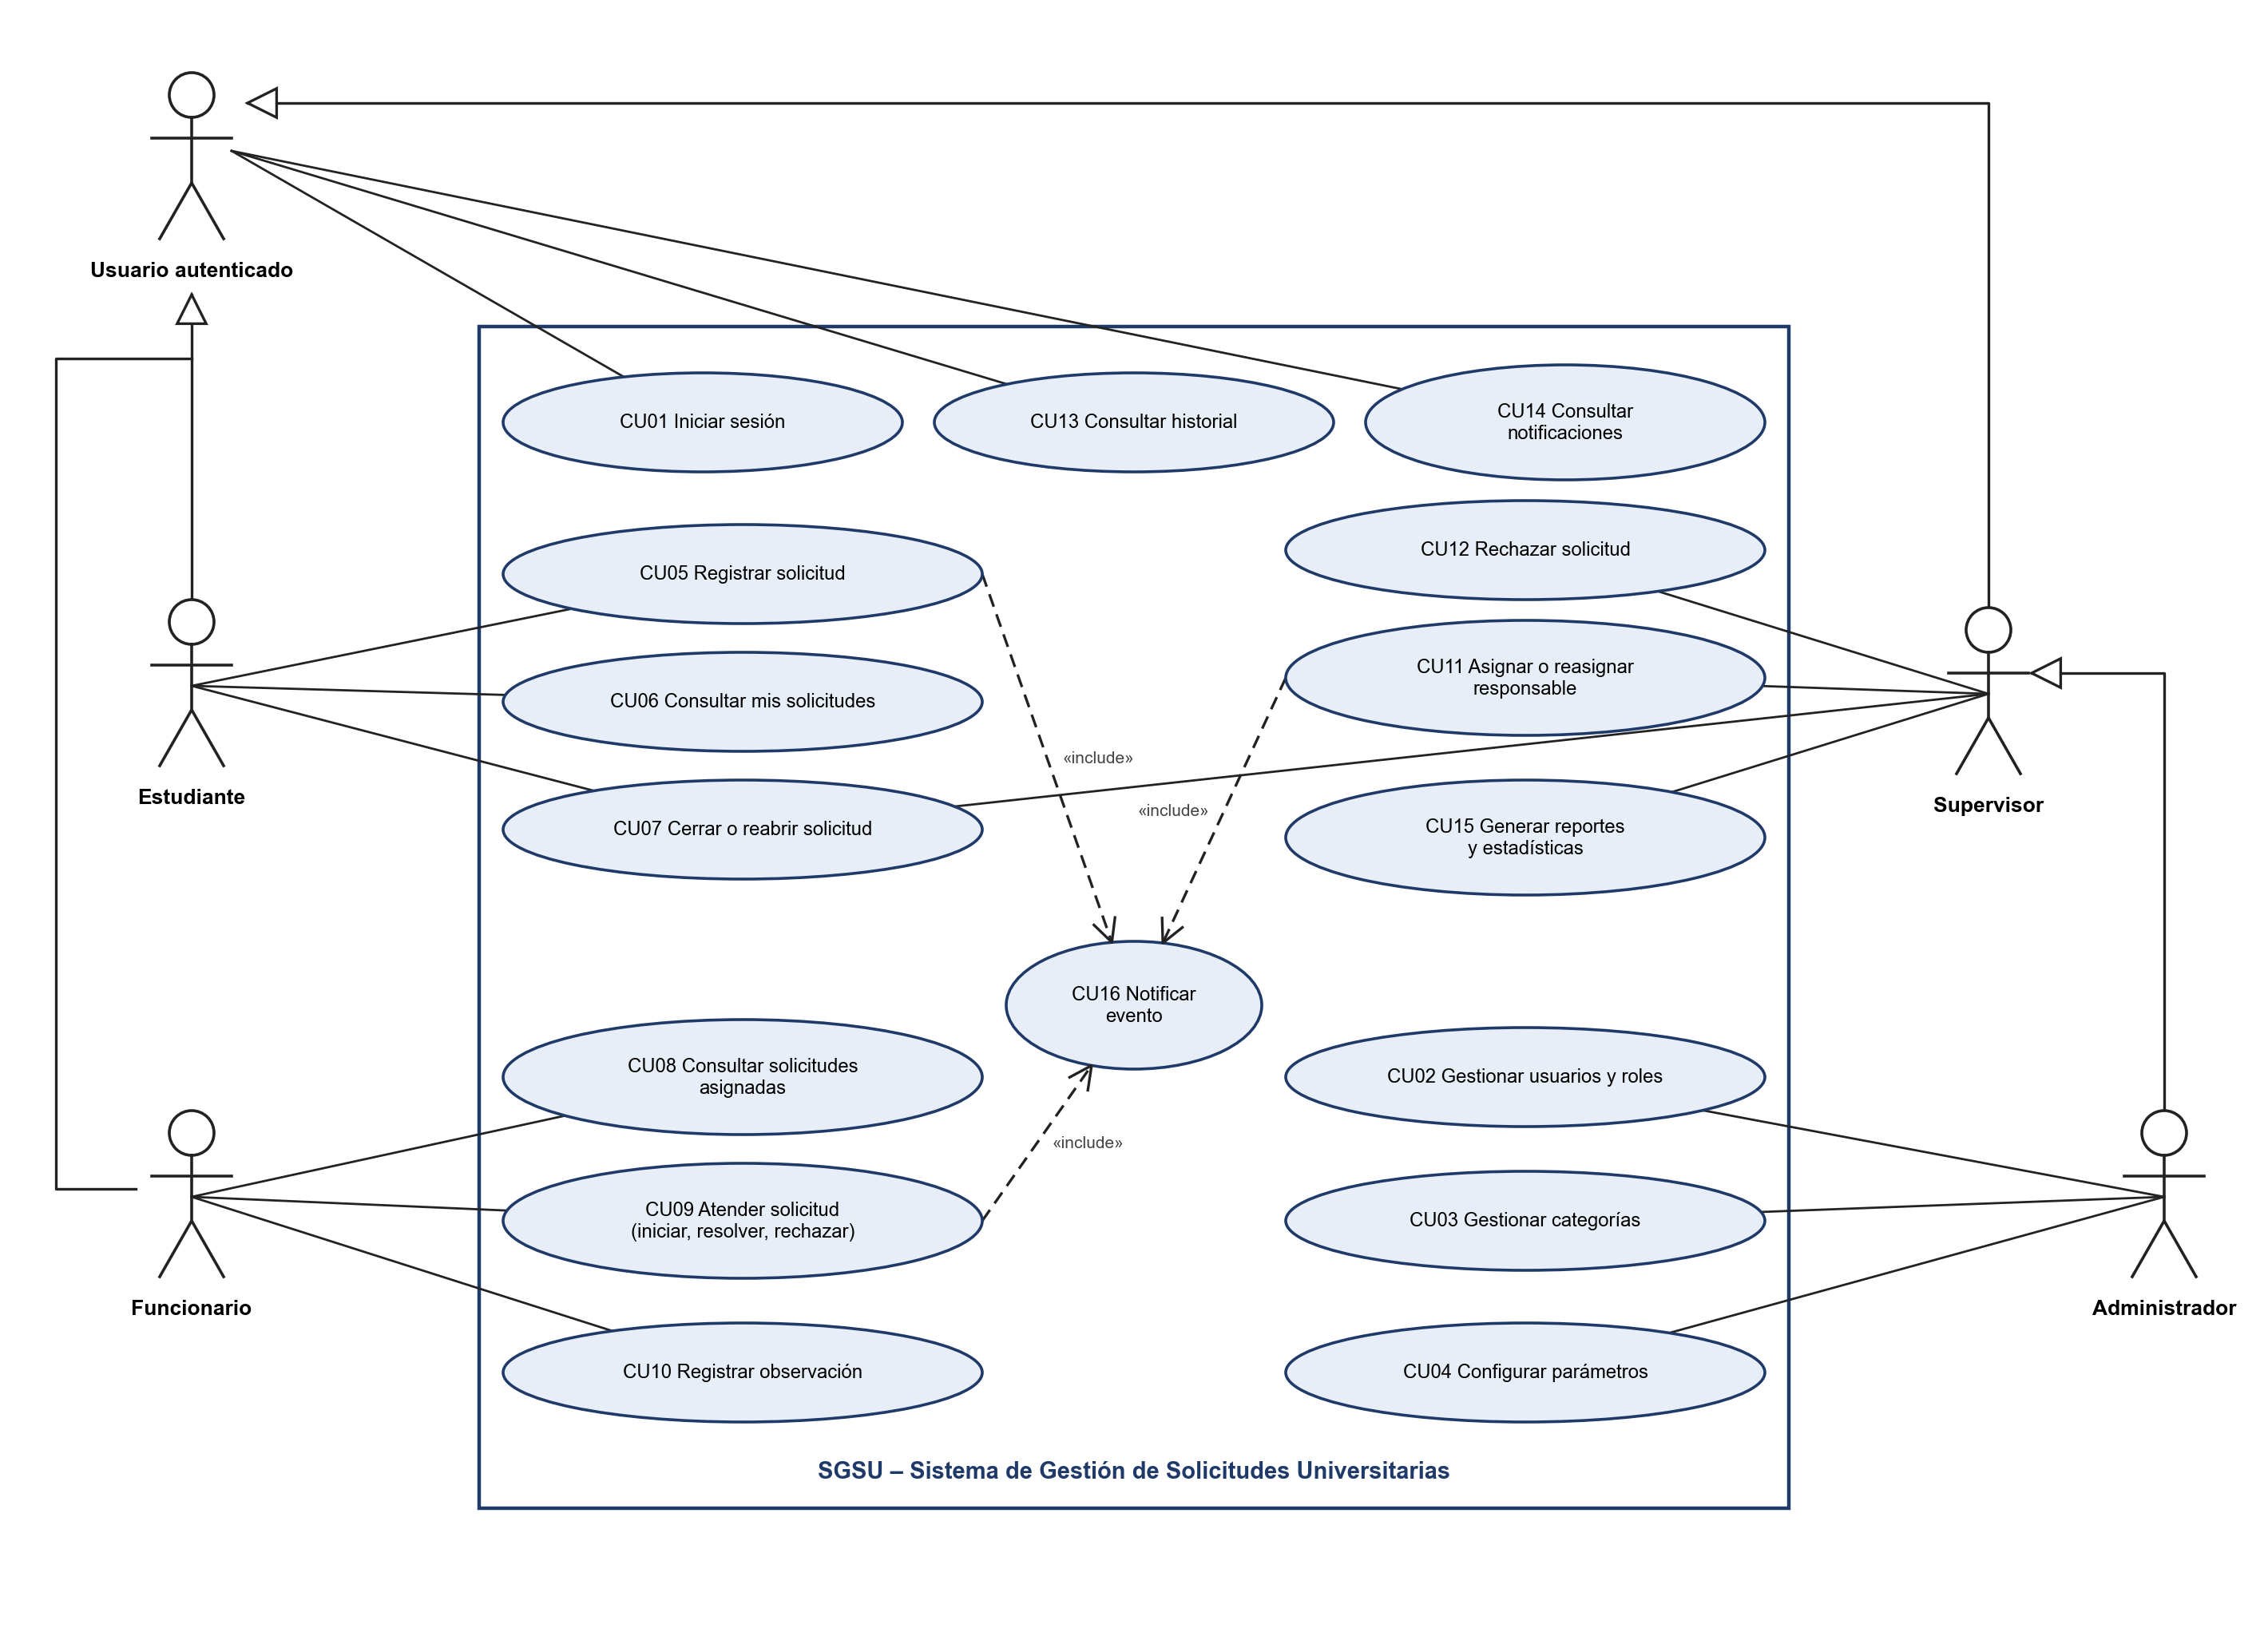 Usuario autenticado
CU01 Iniciar sesión
CU13 Consultar historial
CU14 Consultar
notificaciones
CU05 Registrar solicitud
CU12 Rechazar solicitud
CU06 Consultar mis solicitudes
CU11 Asignar o reasignar
responsable
Estudiante
Supervisor
«include»
«include»
CU07 Cerrar o reabrir solicitud
CU15 Generar reportes
y estadísticas
CU16 Notificar
evento
CU08 Consultar solicitudes
asignadas
CU02 Gestionar usuarios y roles
«include»
CU09 Atender solicitud
(iniciar, resolver, rechazar)
CU03 Gestionar categorías
Funcionario
Administrador
CU10 Registrar observación
CU04 Configurar parámetros
SGSU – Sistema de Gestión de Solicitudes Universitarias